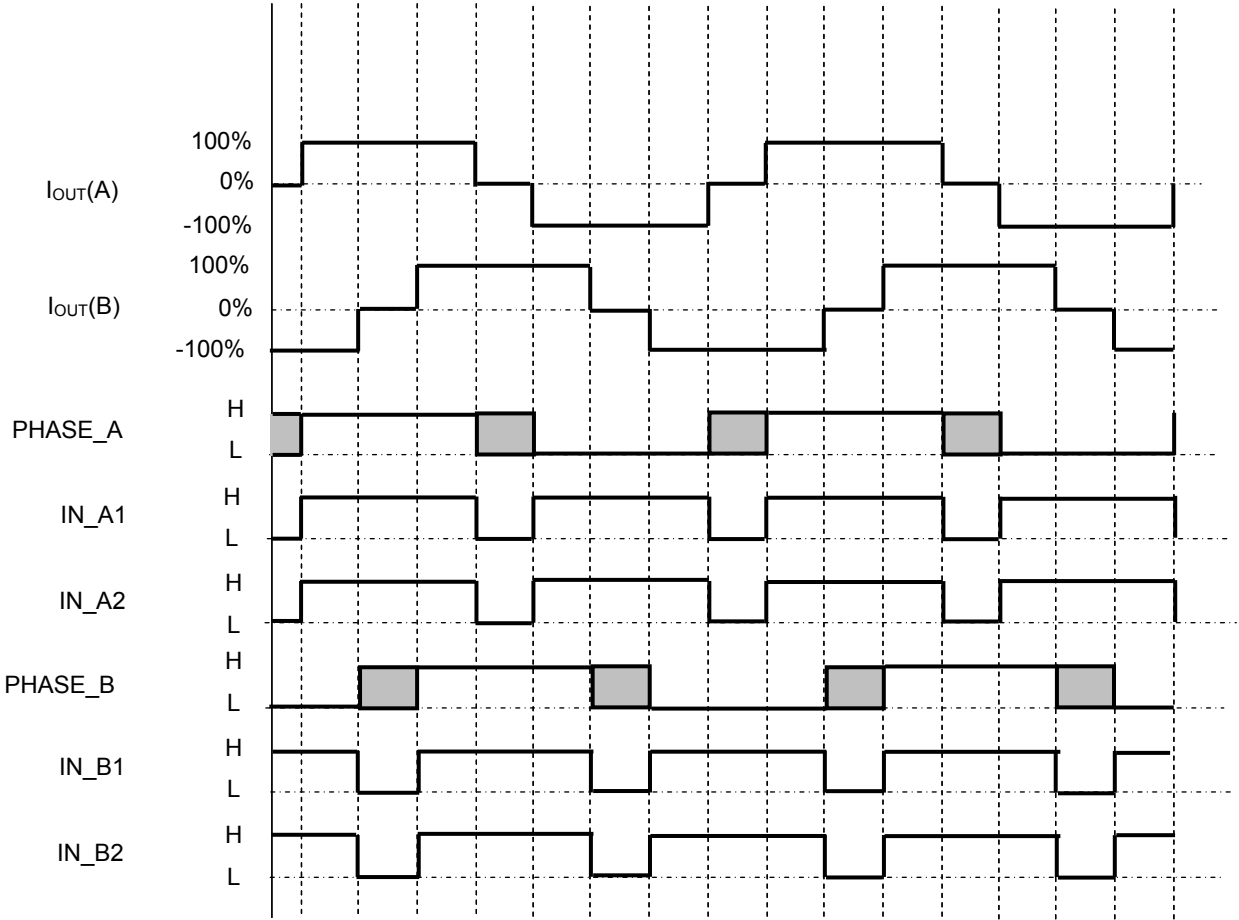 100%
IOUT(A) 0%
-100%
100%
IOUT(B) 0%
-100%
H
PHASE_A
L
H
IN_A1
L
H
IN_A2
L
H
PHASE_B
L
H
IN_B1
L
H
IN_B2
L